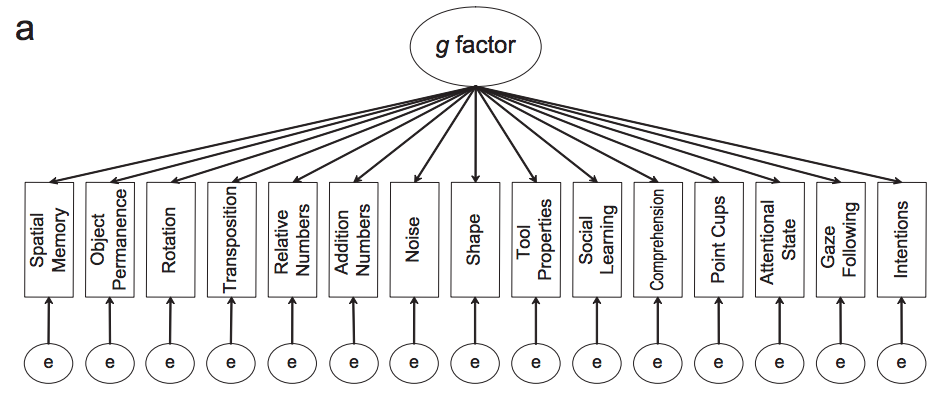 a
g factor
Spatial
Memory
Object
Permanence
Rotation
Transposition
Relative
Numbers
Addition
Numbers
Noise
Shape
Tool
Properties
Social
Learning
Comprehension
Point Cups
Attentional
State
Gaze
Following
Intentions
e e e e e e e e e e e e e e e